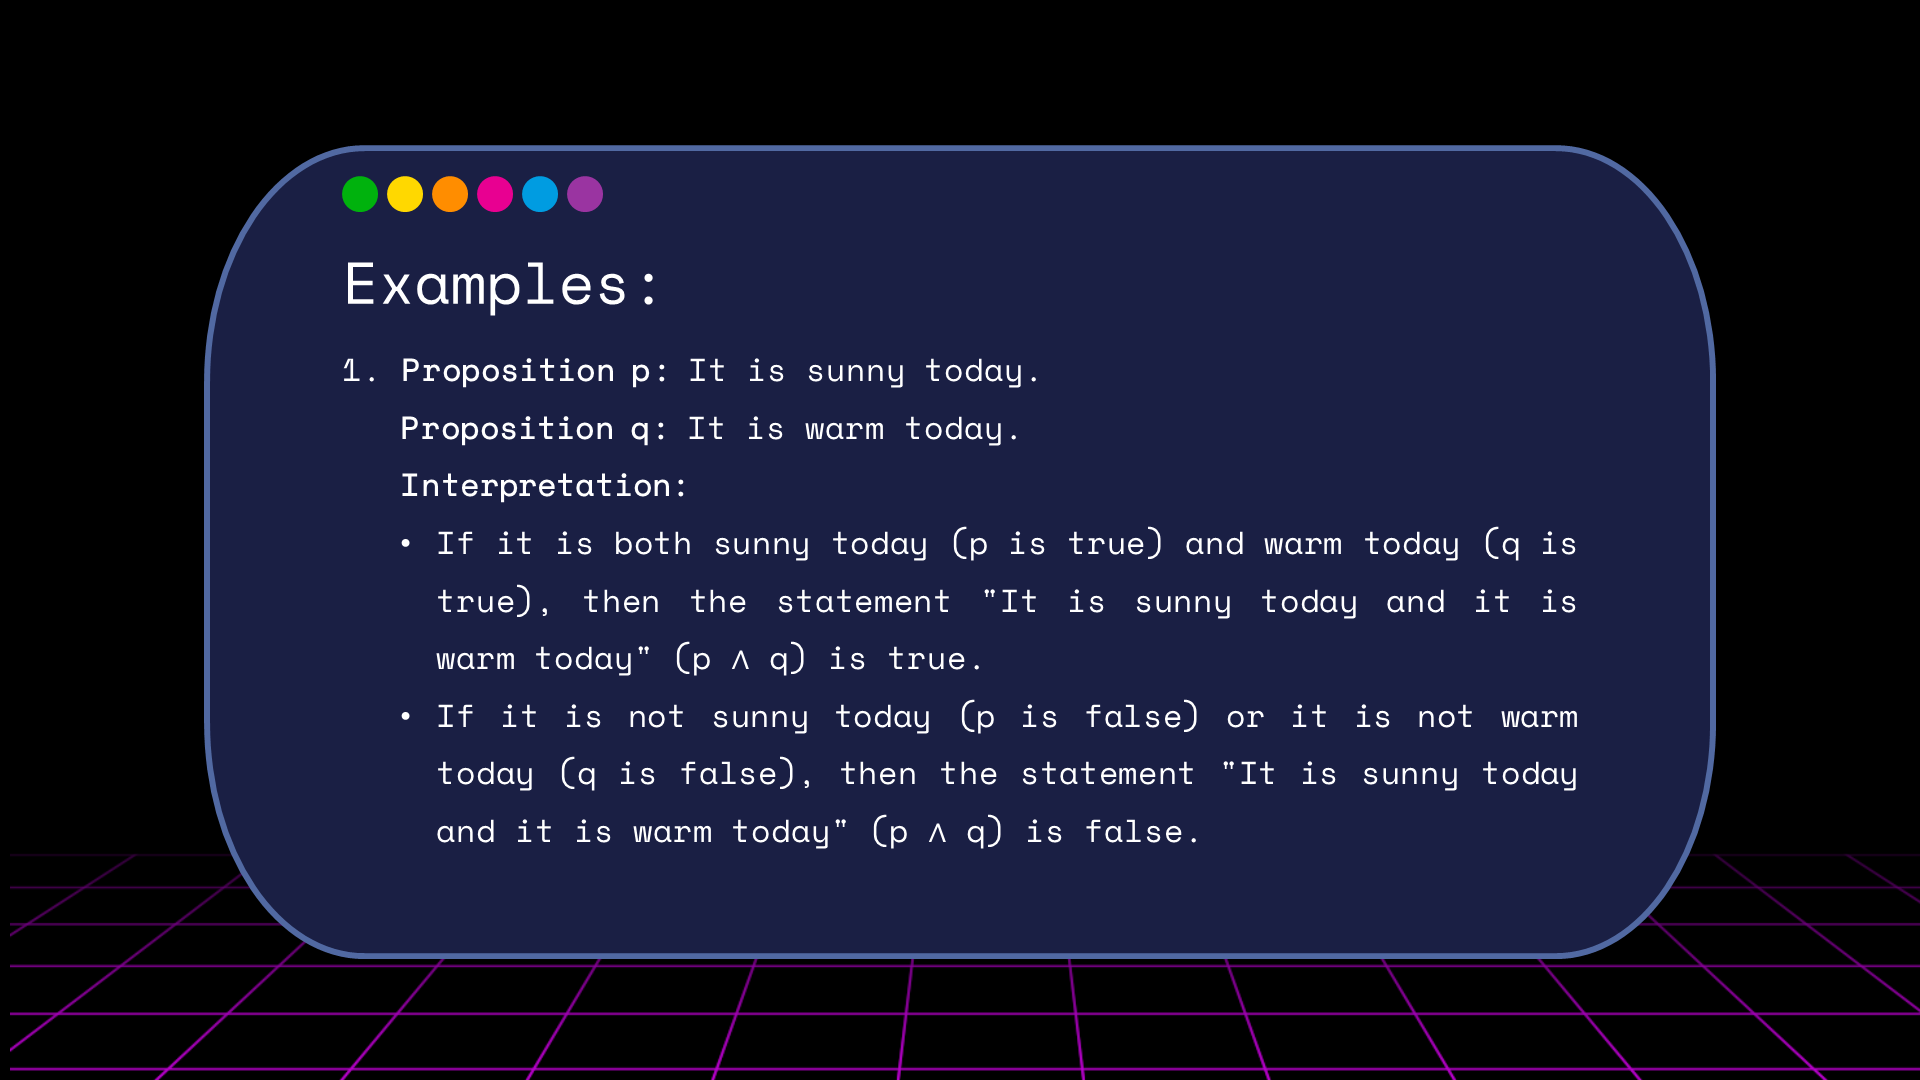 Examples:
1. Proposition p: It is sunny today.
Proposition q: It is warm today.
Interpretation:
• If it is both sunny today (p is true) and warm today (q is
true), then the statement "It is sunny today and it is
warm today" (p ∧ q) is true.
• If it is not sunny today (p is false) or it is not warm
today (q is false), then the statement "It is sunny today
and it is warm today" (p ∧ q) is false.